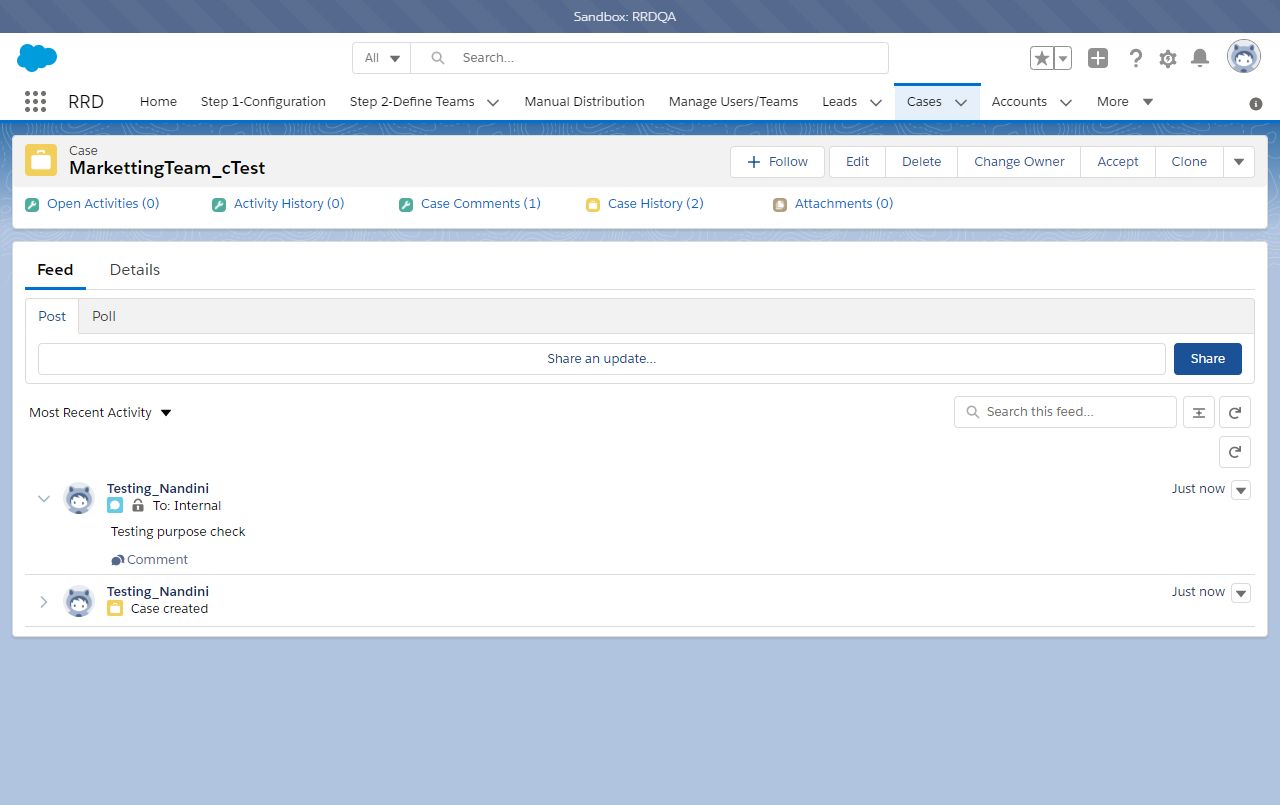 Sandbox: RRDQA
All Search...
RRD Home Step 1-Configuration Step 2-Define Teams Manual Distribution Manage Users/Teams Leads Cases Accounts More
Case
MarkettingTeam_cTest
Follow Edit Delete Change Owner Accept Clone
Open Activities (0) Activity History (0) Case Comments (1) Case History (2) Attachments (0)
Feed Details
Post Poll
Share an update... Share
Most Recent Activity Search this feed...
Testing_Nandini Just now
To: Internal
Testing purpose check
Comment
Testing_Nandini Just now
Case created